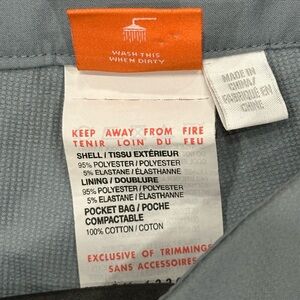 WASH THIS
WHEN DIRTY
MADE IN
CHINA/
FABRIQUÉ EN
CHINE
KEEP AWAY FROM FIRE
TENIR LOIN DU FEU
SHELL / TISSU EXTÉRIEUR
95% POLYESTER / POLYESTER
5% ELASTANE / ÉLASTHANNE
LINING / DOUBLURE
95% POLYESTER / POLYESTER
5% ELASTANE / ÉLASTHANNE
POCKET BAG / POCHE
COMPACTABLE
100% COTTON / COTON
EXCLUSIVE OF TRIMMINGS
SANS ACCESSOIRES